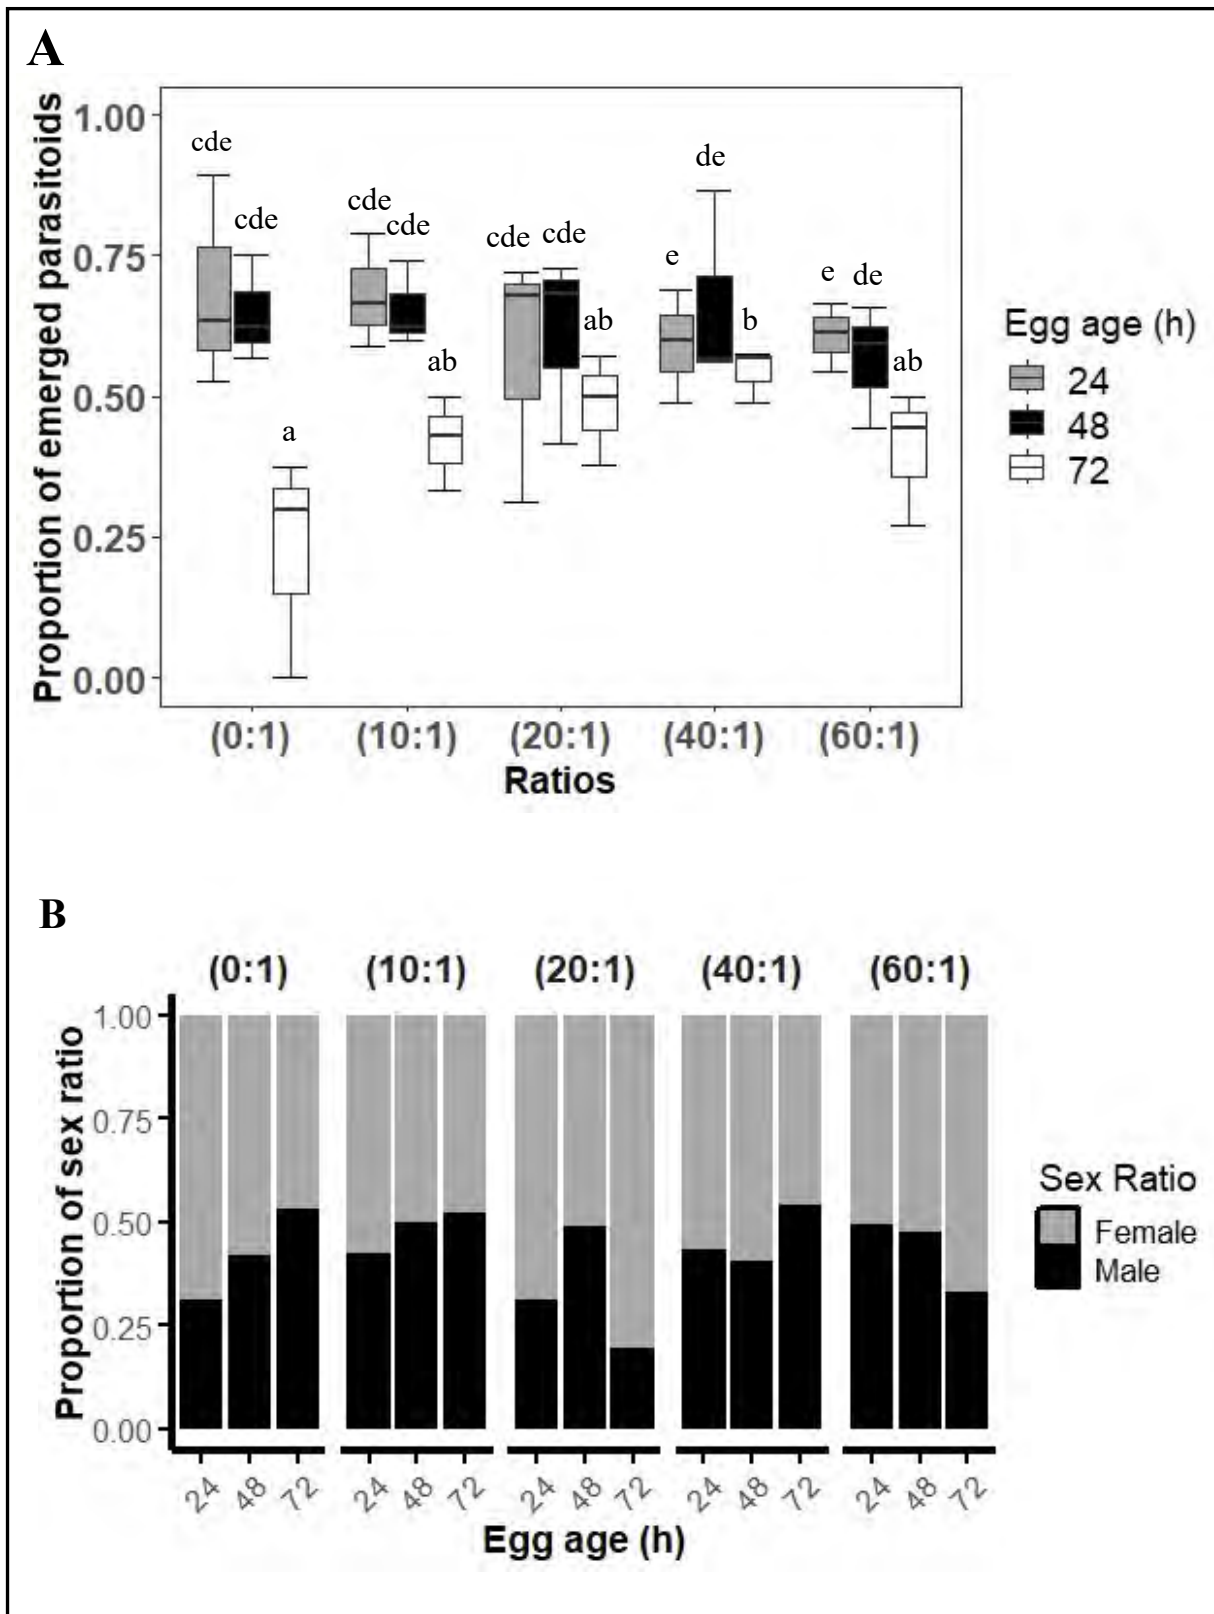 A
Proportion of emerged parasitoids
1.00
0.75
0.50
0.25
0.00
cde
cde
a
cde
cde
ab
cde
cde
ab
e
de
b
e
de
ab
(0:1) (10:1) (20:1) (40:1) (60:1)
Ratios
Egg age (h)
24
48
72
B
(0:1) (10:1) (20:1) (40:1) (60:1)
Proportion of sex ratio
1.00
0.75
0.50
0.25
0.00
24 48 72 24 48 72 24 48 72 24 48 72 24 48 72
Egg age (h)
Sex Ratio
Female
Male